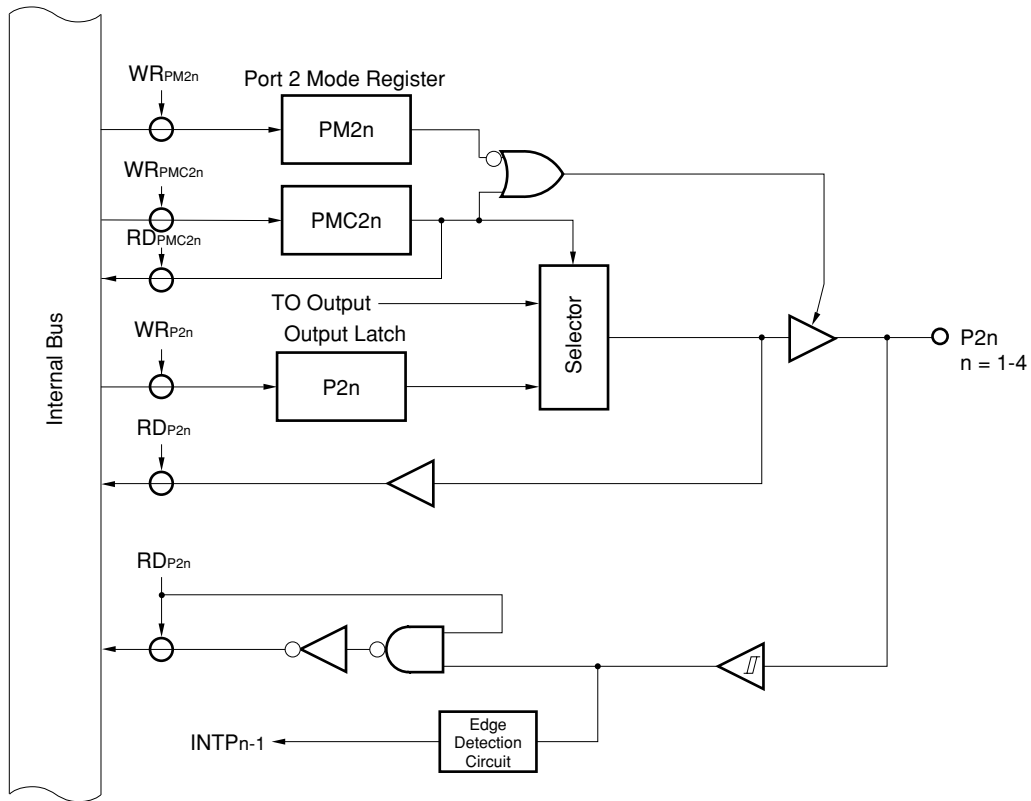 WRPM2n
Port 2 Mode Register
PM2n
WRPMC2n
PMC2n
RDPMC2n
TO Output
Output Latch
WRP2n
P2n
Selector
P2n
n = 1-4
Internal Bus
RDP2n
RDP2n
INTPn-1
Edge
Detection
Circuit